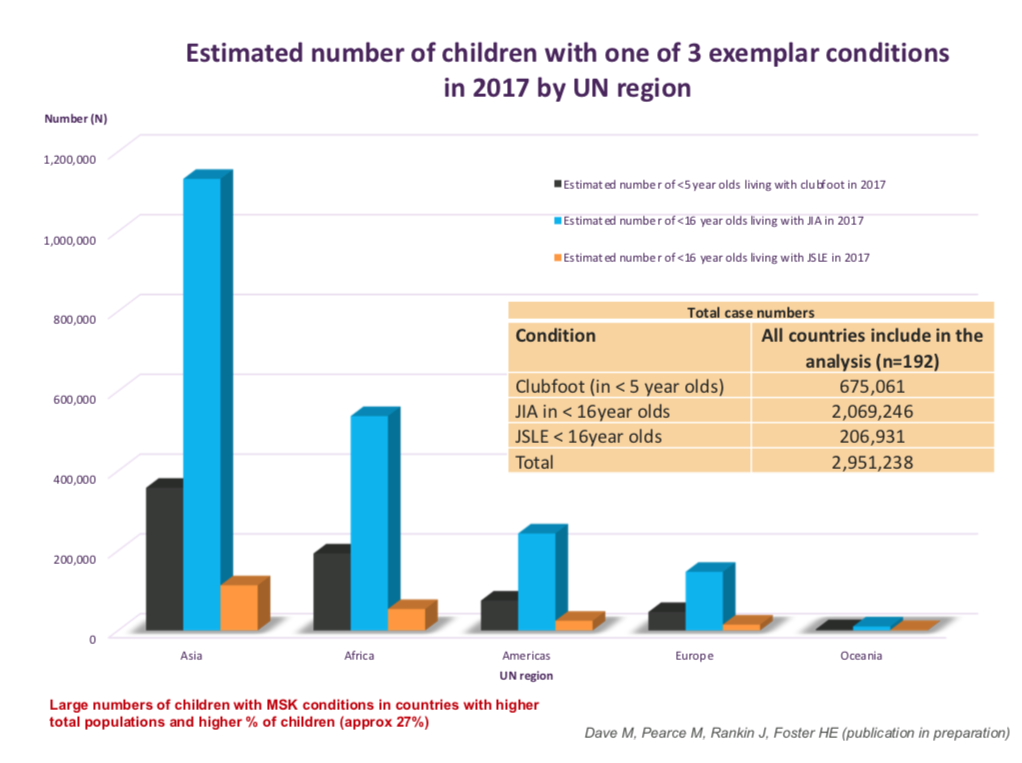 Estimated number of children with one of 3 exemplar conditions
in 2017 by UN region
Number (N)
1,200,000
1,000,000
800,000
600,000
400,000
200,000
0
Estimated number of <5 year olds living with clubfoot in 2017
Estimated number of <16 year olds living with JIA in 2017
Estimated number of <16 year olds living with JSLE in 2017
Total case numbers
Condition All countries include in the
analysis (n=192)
Clubfoot (in < 5 year olds) 675,061
JIA in < 16year olds 2,069,246
JSLE < 16year olds 206,931
Total 2,951,238
Asia Africa Americas Europe Oceania
UN region
Large numbers of children with MSK conditions in countries with higher
total populations and higher % of children (approx 27%)
Dave M, Pearce M, Rankin J, Foster HE (publication in preparation)